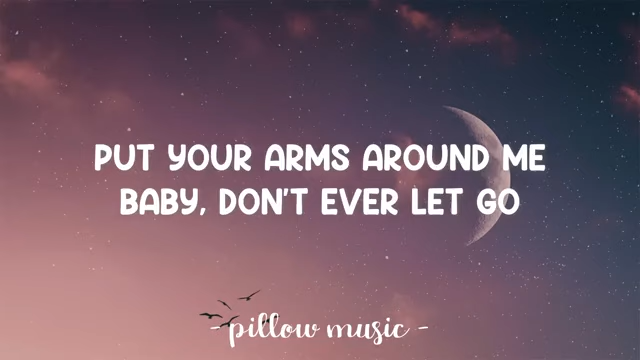 PUT YOUR ARMS AROUND ME
BABY, DON'T EVER LET GO
- pillow music -